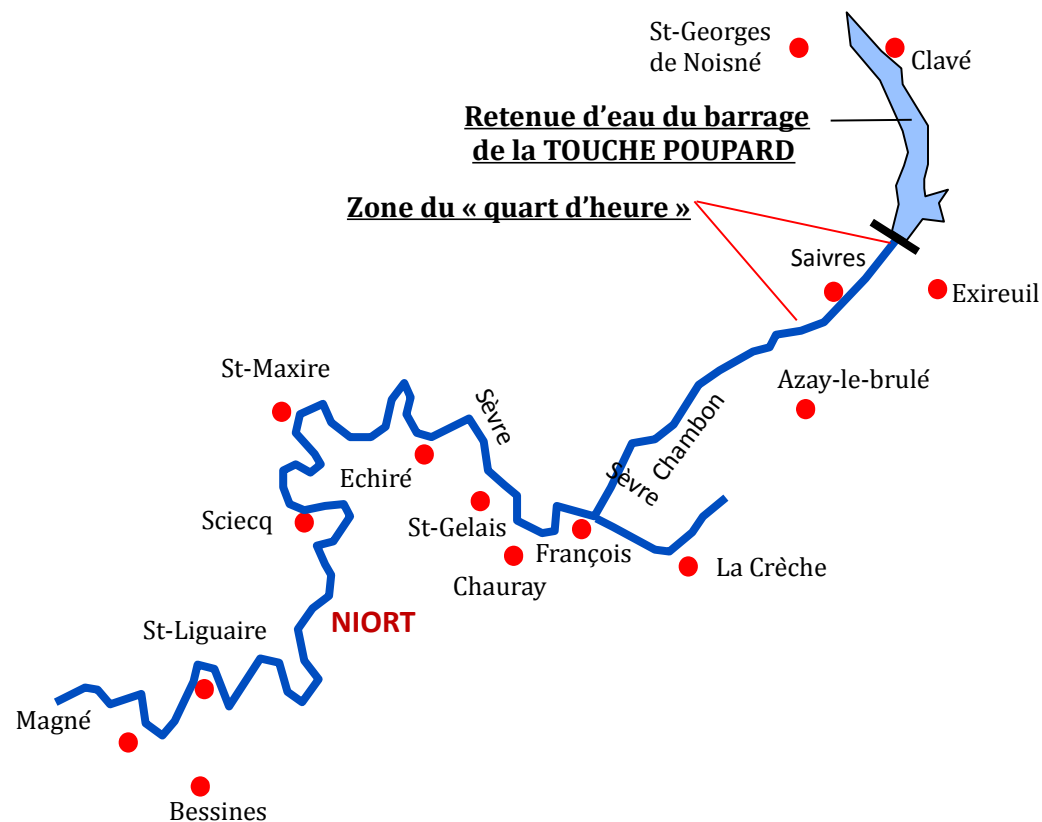 St-Georges
de Noisné
Clavé
Retenue d’eau du barrage
de la TOUCHE POUPARD
Zone du « quart d’heure »
Saivres
Exireuil
St-Maxire
Azay-le-brulé
Sèvre
Chambon
Sèvre
Echiré
Sciecq
St-Gelais
François
Chauray
La Crèche
NIORT
St-Liguaire
Magné
Bessines